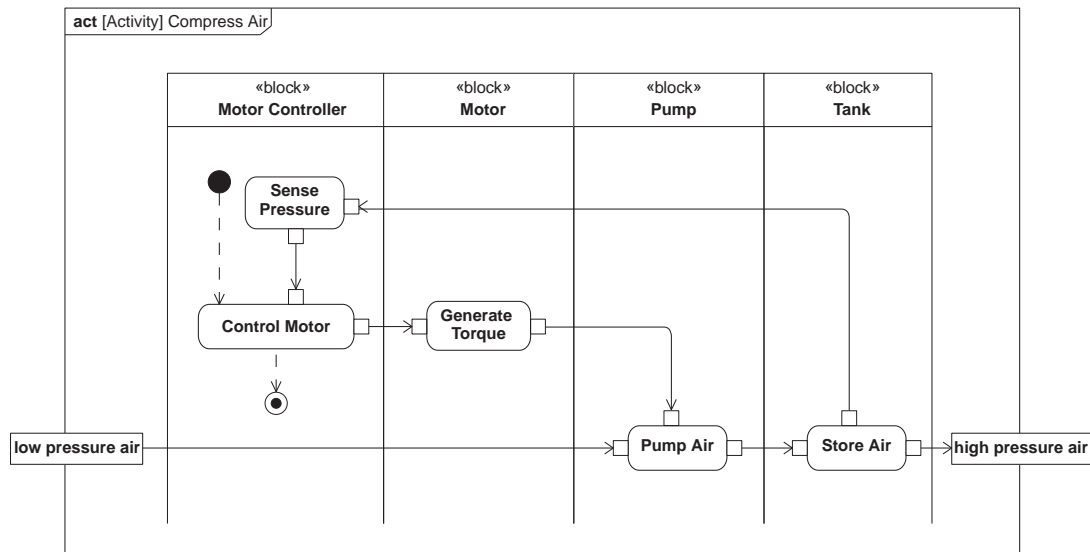 act [Activity] Compress Air
«block» «block» «block» «block»
Motor Controller Motor Pump Tank
Sense
Pressure
Control Motor
Generate
Torque
low pressure air
Pump Air
Store Air
high pressure air